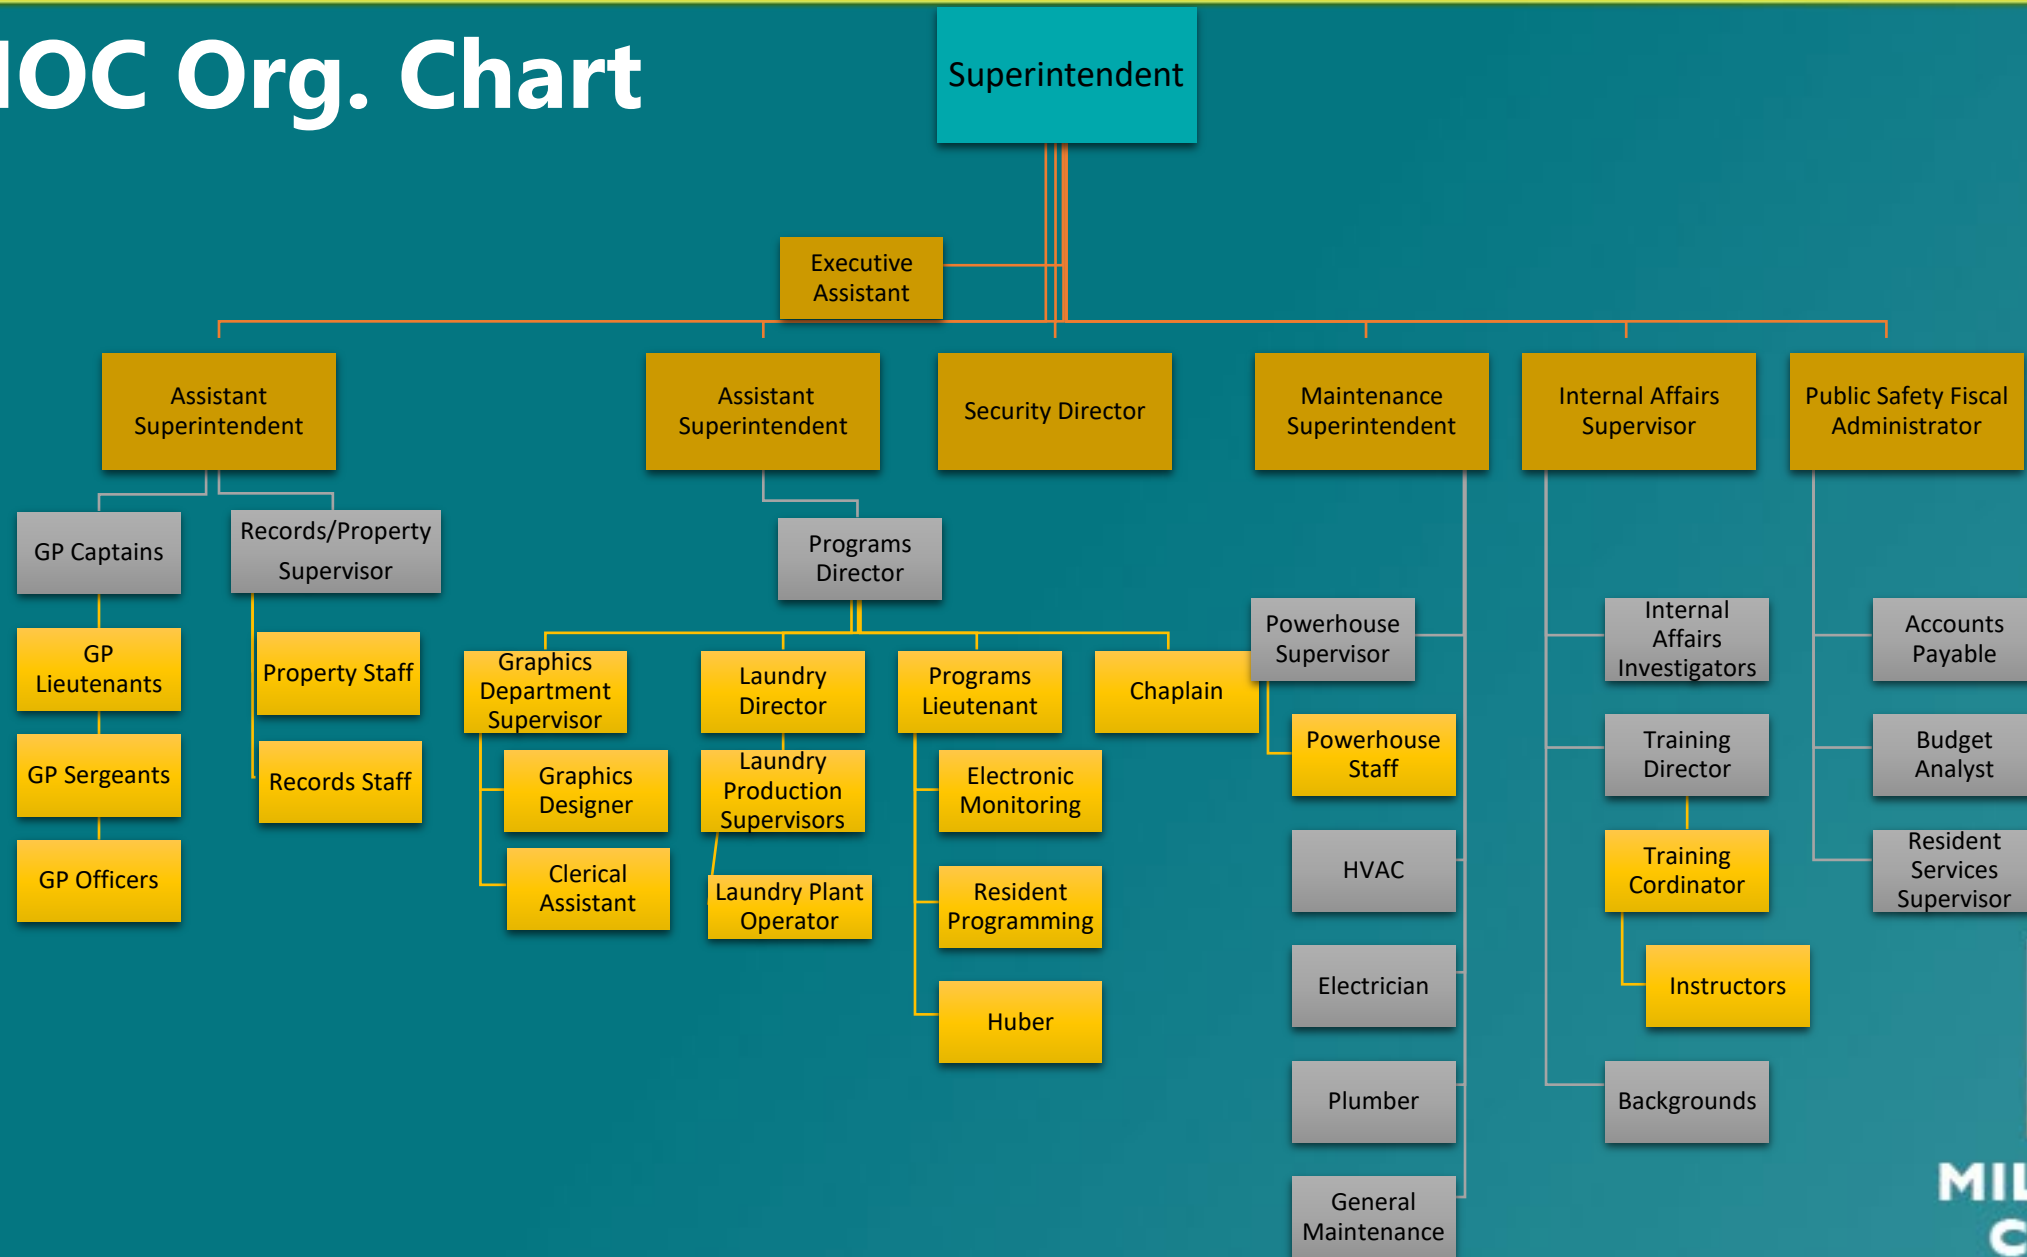 HOC Org. Chart
Superintendent
Executive
Assistant
Assistant
Superintendent
Assistant
Superintendent
Security Director
Maintenance
Superintendent
Internal Affairs
Supervisor
Public Safety Fiscal
Administrator
GP Captains
Records/Property
Supervisor
GP
Lieutenants
Property Staff
GP Sergeants
Records Staff
GP Officers
Programs
Director
Graphics
Department
Supervisor
Graphics
Designer
Clerical
Assistant
Laundry
Director
Laundry
Production
Supervisors
Laundry Plant
Operator
Programs
Lieutenant
Electronic
Monitoring
Resident
Programming
Huber
Chaplain
Powerhouse
Supervisor
Powerhouse
Staff
HVAC
Electrician
Plumber
General
Maintenance
Internal
Affairs
Investigators
Training
Director
Training
Cordinator
Instructors
Backgrounds
Accounts
Payable
Budget
Analyst
Resident
Services
Supervisor
MIL
C